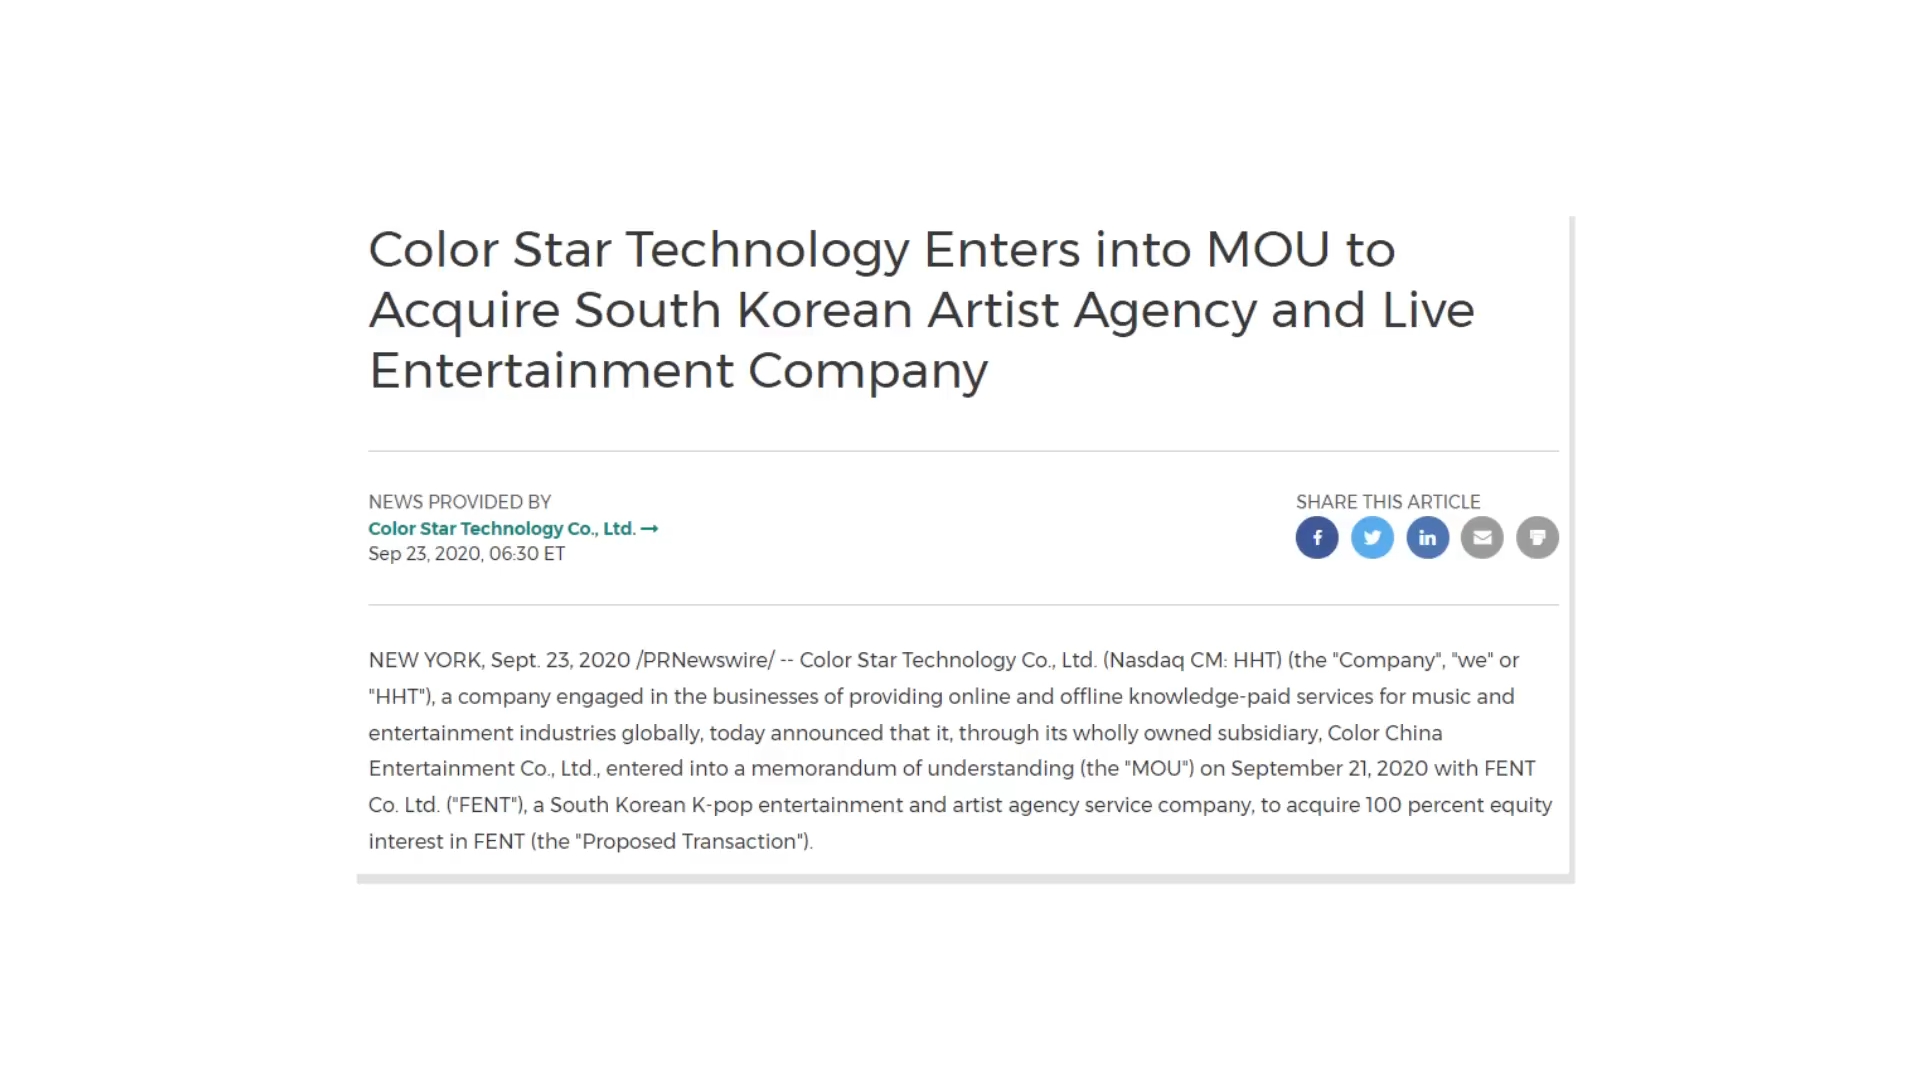 Color Star Technology Enters into MOU to
Acquire South Korean Artist Agency and Live
Entertainment Company
NEWS PROVIDED BY
Color Star Technology Co., Ltd. →
Sep 23, 2020, 06:30 ET
SHARE THIS ARTICLE
NEW YORK, Sept. 23, 2020 /PRNewswire/ -- Color Star Technology Co., Ltd. (Nasdaq CM: HHT) (the "Company", "we" or
"HHT"), a company engaged in the businesses of providing online and offline knowledge-paid services for music and
entertainment industries globally, today announced that it, through its wholly owned subsidiary, Color China
Entertainment Co., Ltd., entered into a memorandum of understanding (the "MOU") on September 21, 2020 with FENT
Co. Ltd. ("FENT"), a South Korean K-pop entertainment and artist agency service company, to acquire 100 percent equity
interest in FENT (the "Proposed Transaction").